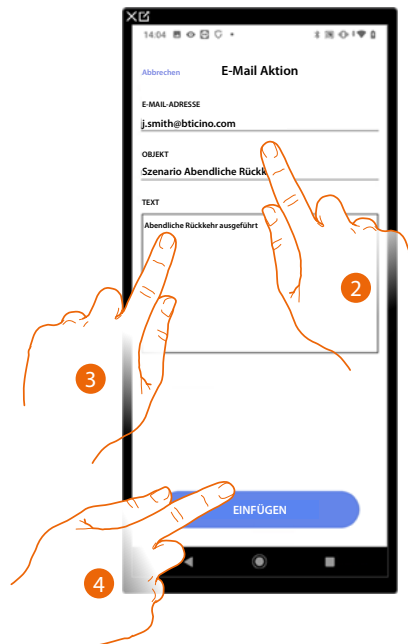 14:04
Abbrechen E-Mail Aktion
E-MAIL-ADRESSE
j.smith@bticino.com
OBJEKT
Szenario Abendliche Rückk
TEXT
Abendliche Rückkehr ausgeführt
2
3
EINFÜGEN
4